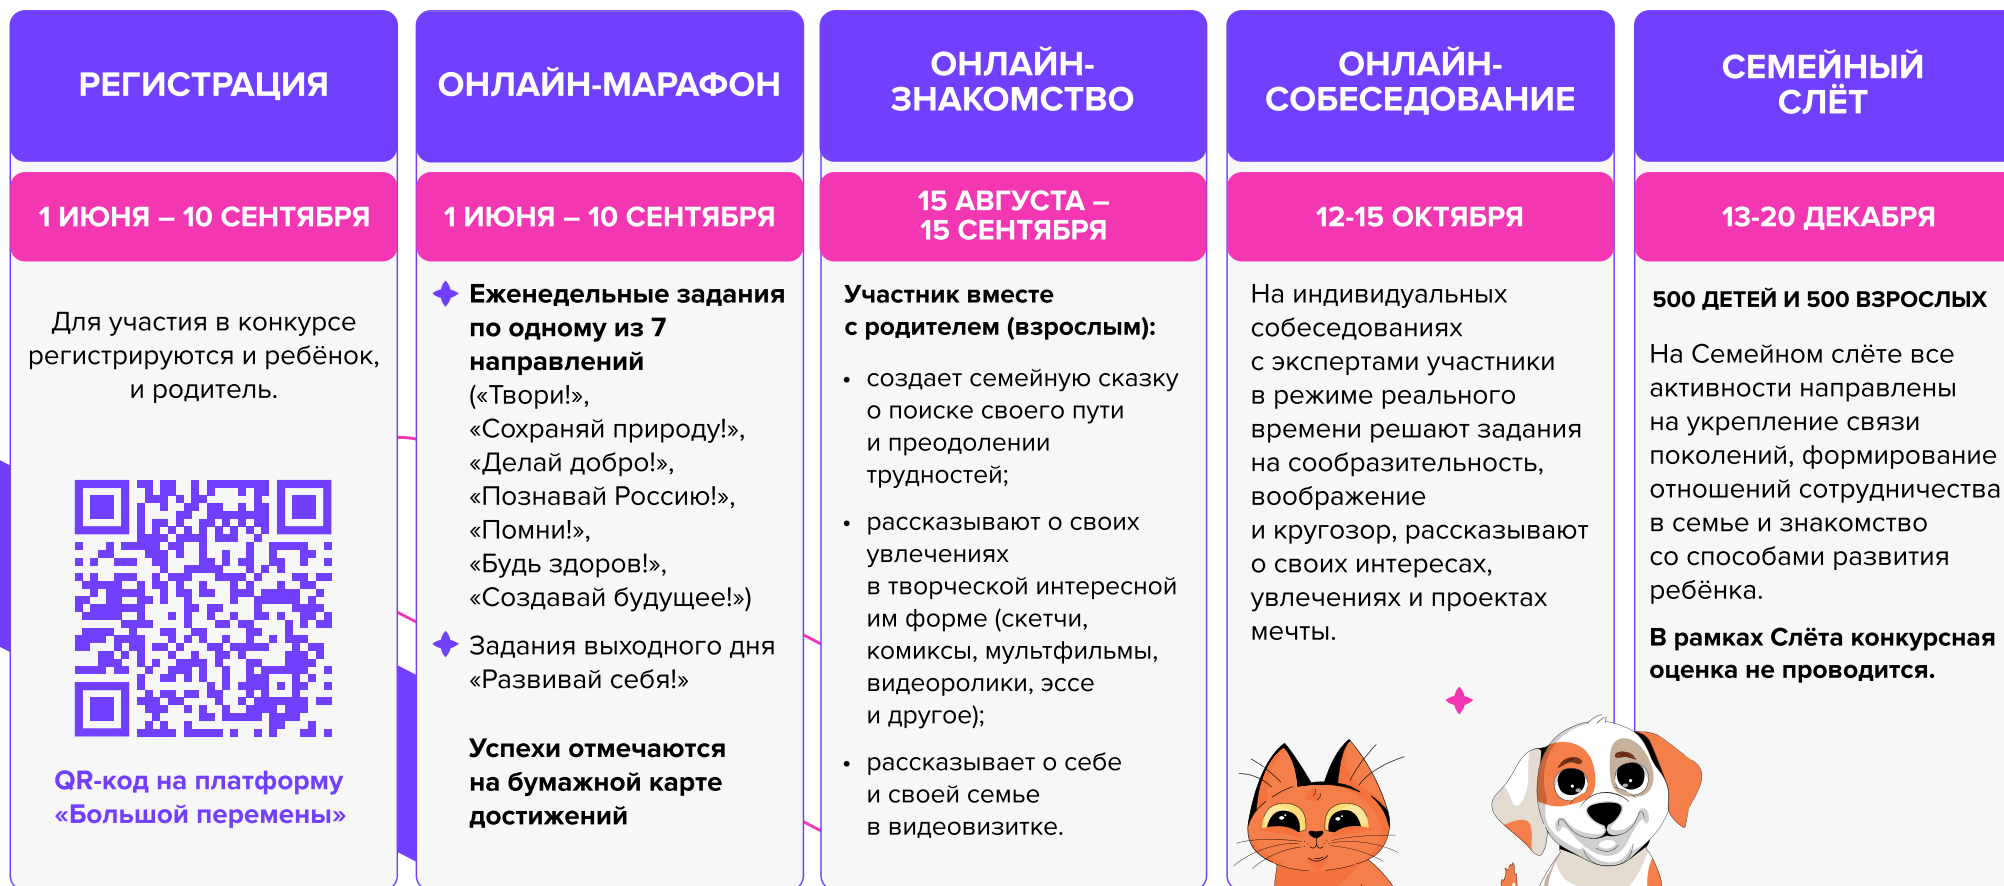 РЕГИСТРАЦИЯ
1 ИЮНЯ – 10 СЕНТЯБРЯ
Для участия в конкурсе
регистрируются и ребёнок,
и родитель.
QR-код на платформу
«Большой перемены»
ОНЛАЙН-МАРАФОН
1 ИЮНЯ – 10 СЕНТЯБРЯ
Еженедельные задания
по одному из 7
направлений
(«Твори!»,
«Сохраняй природу!»,
«Делай добро!»,
«Познавай Россию!»,
«Помни!»,
«Будь здоров!»,
«Создавай будущее!»)
Задания выходного дня
«Развивай себя!»
Успехи отмечаются
на бумажной карте
достижений
ОНЛАЙН-
ЗНАКОМСТВО
15 АВГУСТА –
15 СЕНТЯБРЯ
Участник вместе
с родителем (взрослым):
• создает семейную сказку
о поиске своего пути
и преодолении
трудностей;
• рассказывают о своих
увлечениях
в творческой интересной
им форме (скетчи,
комиксы, мультфильмы,
видеоролики, эссе
и другое);
• рассказывает о себе
и своей семье
в видеовизитке.
ОНЛАЙН-
СОБЕСЕДОВАНИЕ
12-15 ОКТЯБРЯ
На индивидуальных
собеседованиях
с экспертами участники
в режиме реального
времени решают задания
на сообразительность,
воображение
и кругозор, рассказывают
о своих интересах,
увлечениях и проектах
мечты.
СЕМЕЙНЫЙ
СЛЁТ
13-20 ДЕКАБРЯ
500 ДЕТЕЙ И 500 ВЗРОСЛЫХ
На Семейном слёте все
активности направлены
на укрепление связи
поколений, формирование
отношений сотрудничества
в семье и знакомство
со способами развития
ребёнка.
В рамках Слёта конкурсная
оценка не проводится.